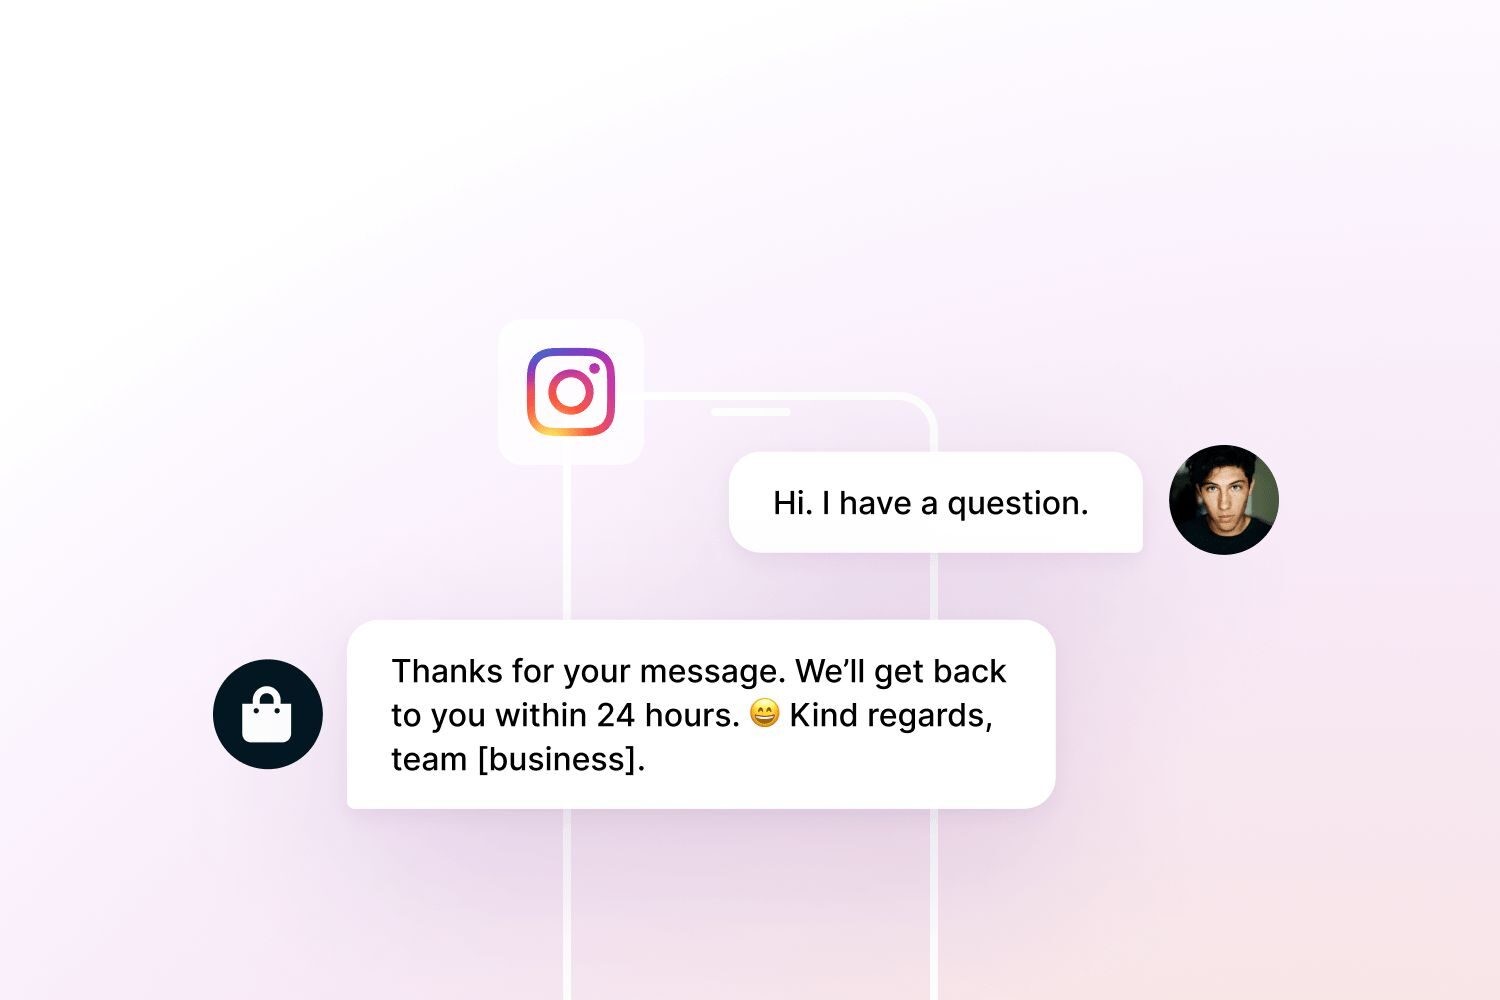 Hi. I have a question.
Thanks for your message. We’ll get back
to you within 24 hours. 😄 Kind regards,
team [business].